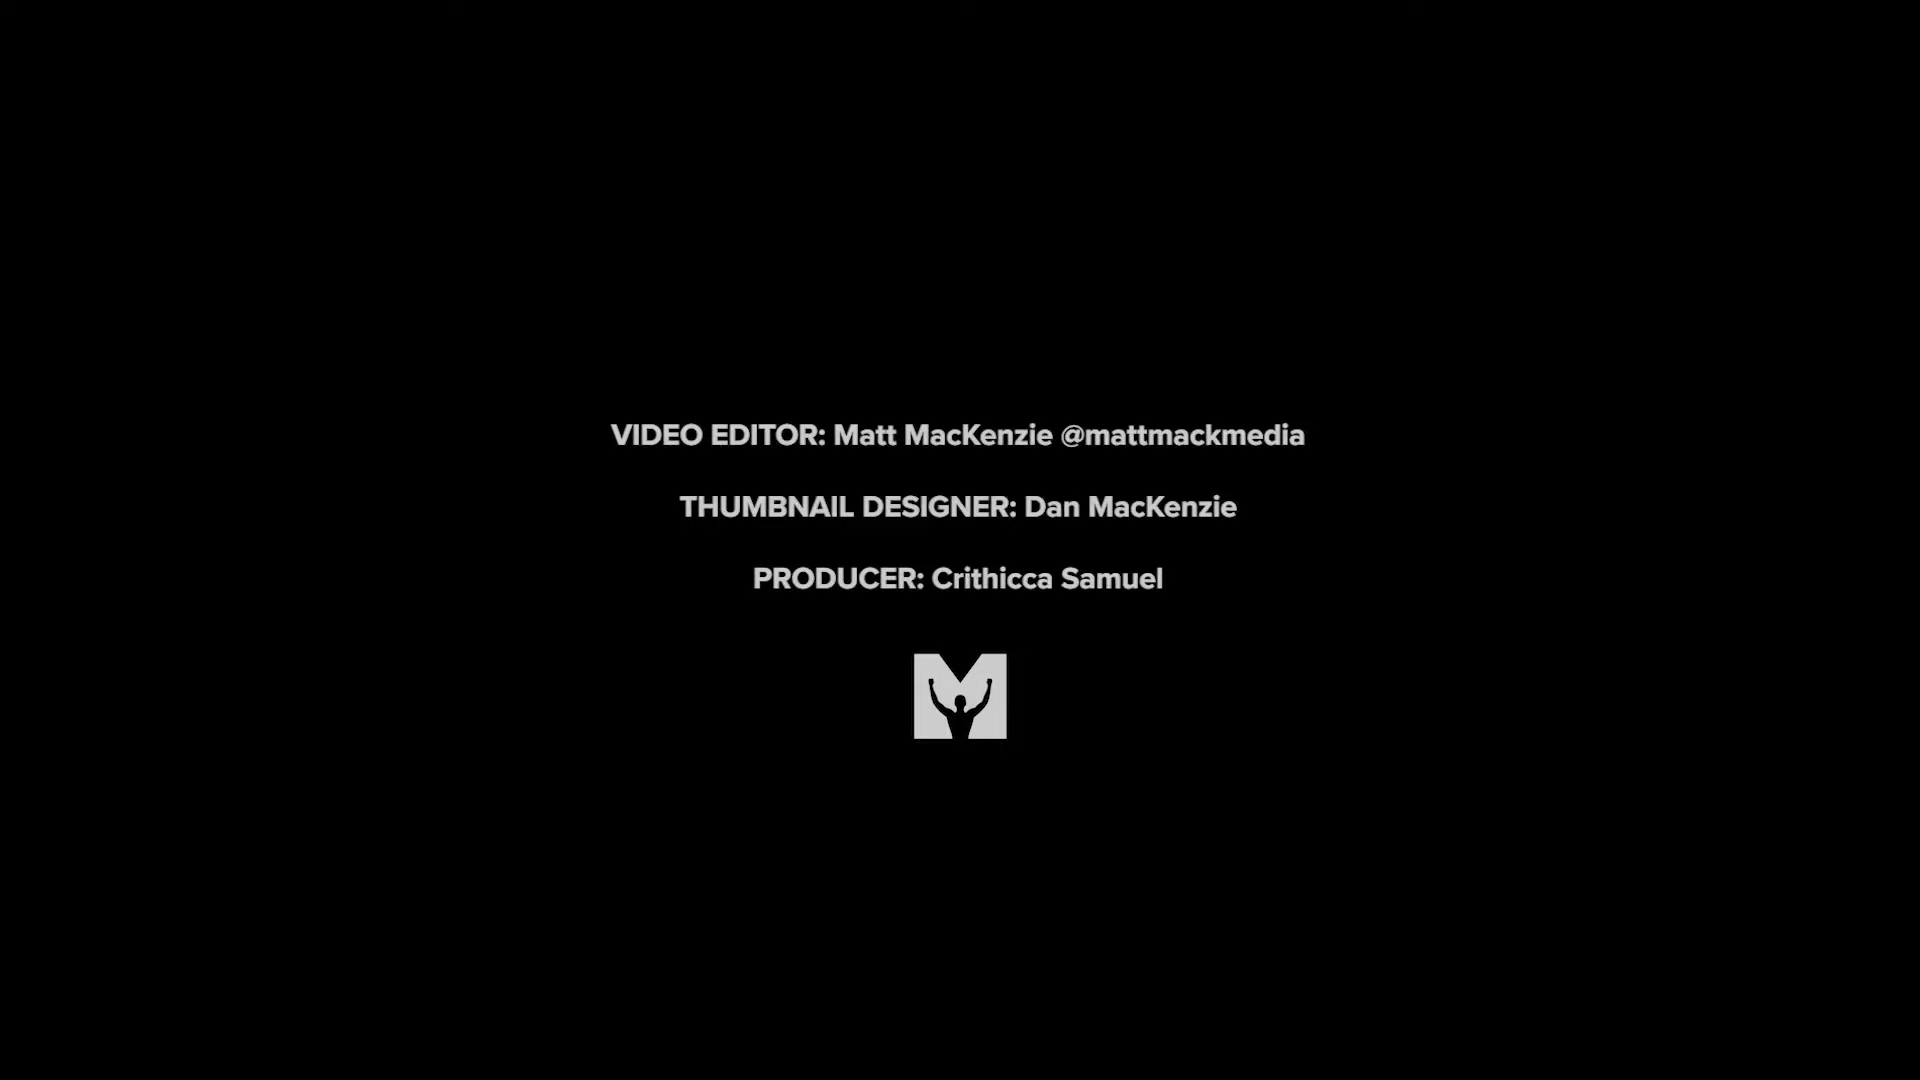 VIDEO EDITOR: Matt MacKenzie @mattmackmedia
THUMBNAIL DESIGNER: Dan MacKenzie
PRODUCER: Crithicca Samuel
M